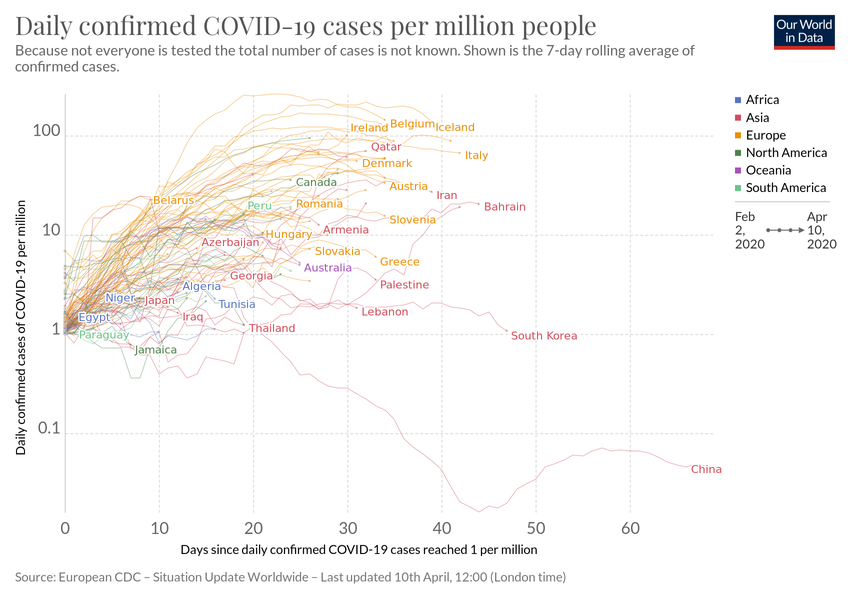 Daily confirmed COVID-19 cases per million people
Our World
in Data
Because not everyone is tested the total number of cases is not known. Shown is the 7-day rolling average of
confirmed cases.
Africa
Asia
Europe
North America
Oceania
South America
Feb
2,
2020
Apr
10,
2020
Daily confirmed cases of COVID-19 per million
100
10
1
0.1
Ireland
Belgium
Iceland
Qatar
Italy
Denmark
Canada
Austria
Iran
Belarus
Peru
Romania
Bahrain
Slovenia
Armenia
Hungary
Azerbaijan
Slovakia
Greece
Australia
Georgia
Algeria
Palestine
Niger
Japan
Tunisia
Lebanon
Egypt
Iraq
Thailand
Paraguay
South Korea
Jamaica
China
0
10
20
30
40
50
60
Days since daily confirmed COVID-19 cases reached 1 per million
Source: European CDC – Situation Update Worldwide – Last updated 10th April, 12:00 (London time)